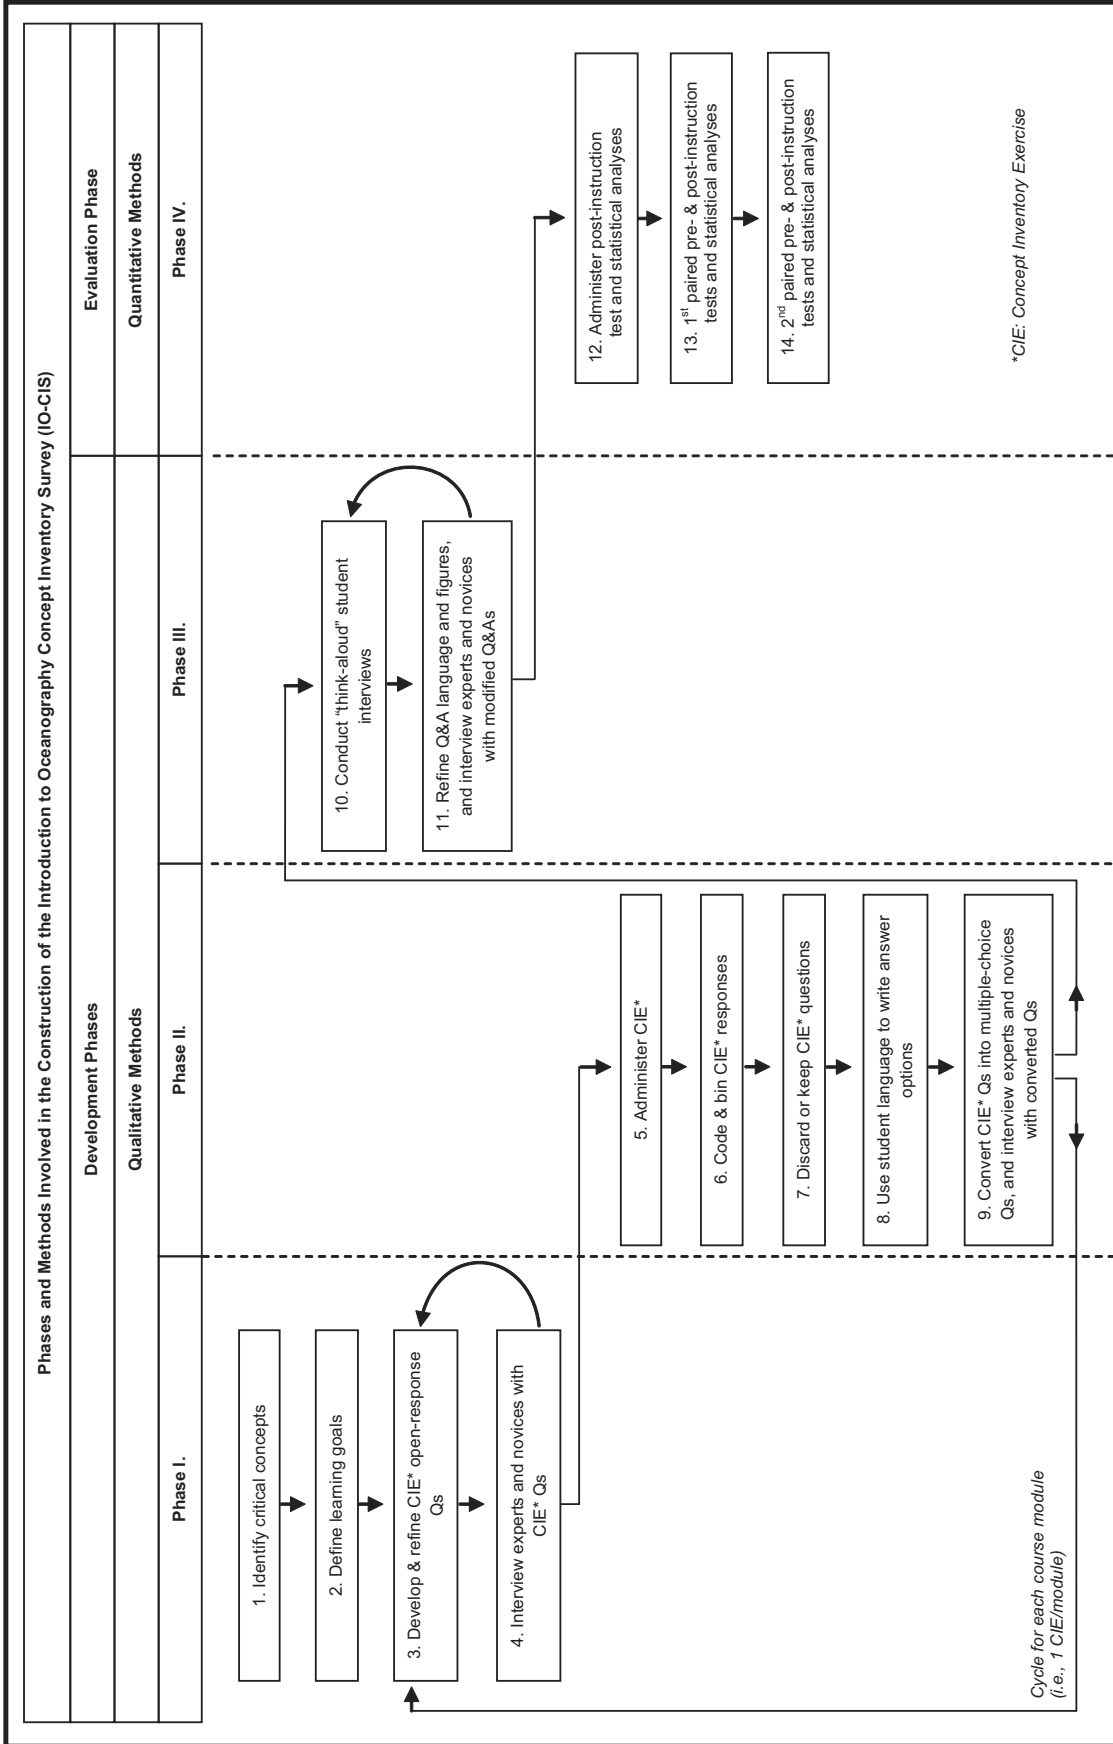 Phases and Methods Involved in the Construction of the Introduction to Oceanography Concept Inventory Survey (IO-CIS)
Development Phases
Evaluation Phase
Qualitative Methods
Quantitative Methods
Phase I.
Phase II.
Phase III.
Phase IV.
1. Identify critical concepts
2. Define learning goals
3. Develop & refine CIE* open-response
Qs
4. Interview experts and novices with
CIE* Qs
5. Administer CIE*
6. Code & bin CIE* responses
7. Discard or keep CIE* questions
8. Use student language to write answer
options
9. Convert CIE* Qs into multiple-choice
Qs, and interview experts and novices
with converted Qs
10. Conduct “think-aloud” student
interviews
11. Refine Q&A language and figures,
and interview experts and novices
with modified Q&As
12. Administer post-instruction
test and statistical analyses
13. 1st paired pre- & post-instruction
tests and statistical analyses
14. 2nd paired pre- & post-instruction
tests and statistical analyses
Cycle for each course module
(i.e., 1 CIE/module)
*CIE: Concept Inventory Exercise